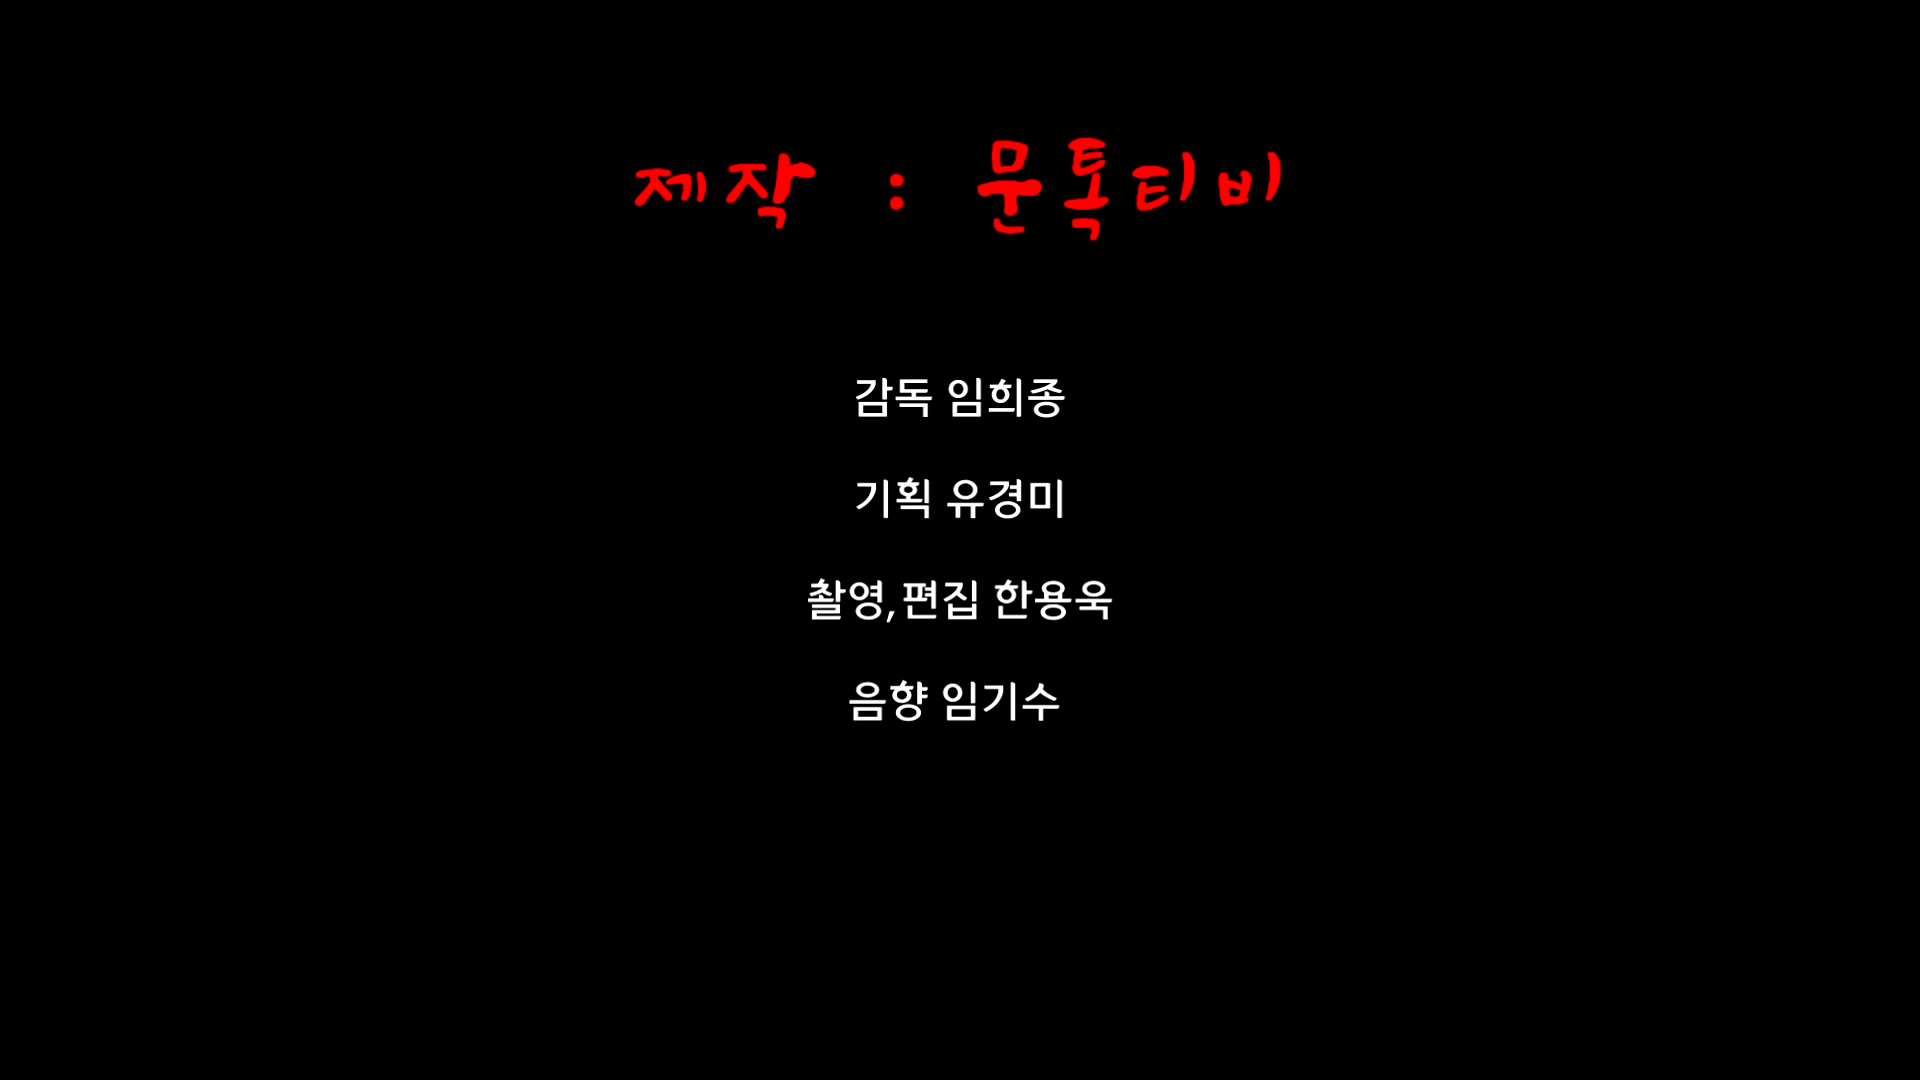 제작 : 문톡티비
감독 임희종
기획 유경미
촬영,편집 한용욱
음향 임기수